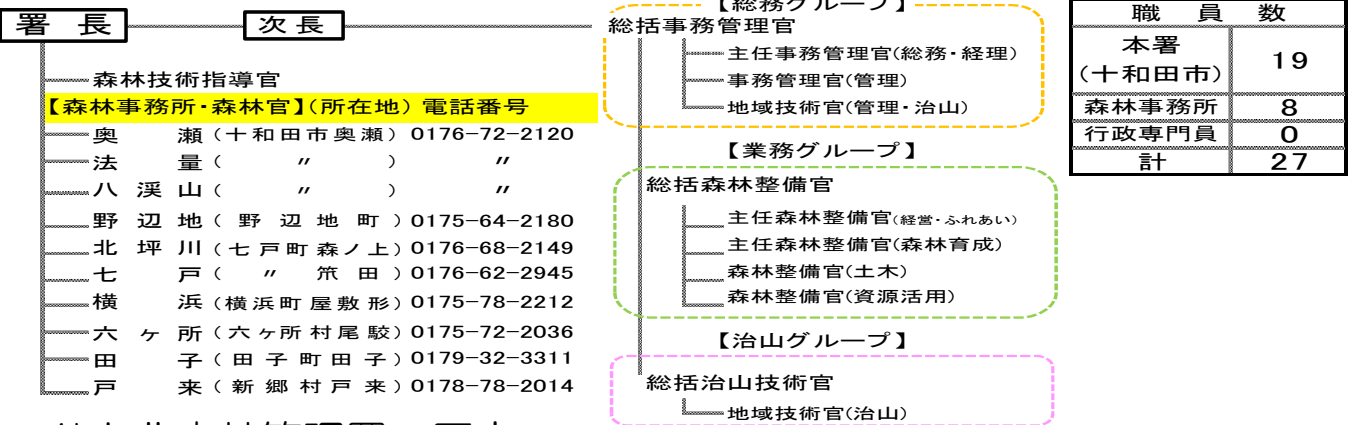 署長
次長
森林技術指導官
【森林事務所・森林官】(所在地) 電話番号
奥瀬(十和田市奥瀬) 0176-72-2120
法量( 〃 ) 〃
八渓山( 〃 ) 〃
野辺地(野辺地町) 0175-64-2180
北坪川(七戸町森ノ上) 0176-68-2149
七戸( 〃 笊田) 0176-62-2945
横浜(横浜町屋敷形) 0175-78-2212
六ヶ所(六ヶ所村尾駮) 0175-72-2036
田子(田子町田子) 0179-32-3311
戸来(新郷村戸来) 0178-78-2014
【総務グループ】
総括事務管理官
主任事務管理官(総務・経理)
事務管理官(管理)
地域技術官(管理・治山)
【業務グループ】
総括森林整備官
主任森林整備官(経営・ふれあい)
主任森林整備官(森林育成)
森林整備官(土木)
森林整備官(資源活用)
【治山グループ】
総括治山技術官
地域技術官(治山)
職員数
本署(十和田市) 19
森林事務所 8
行政専門員 0
計 27